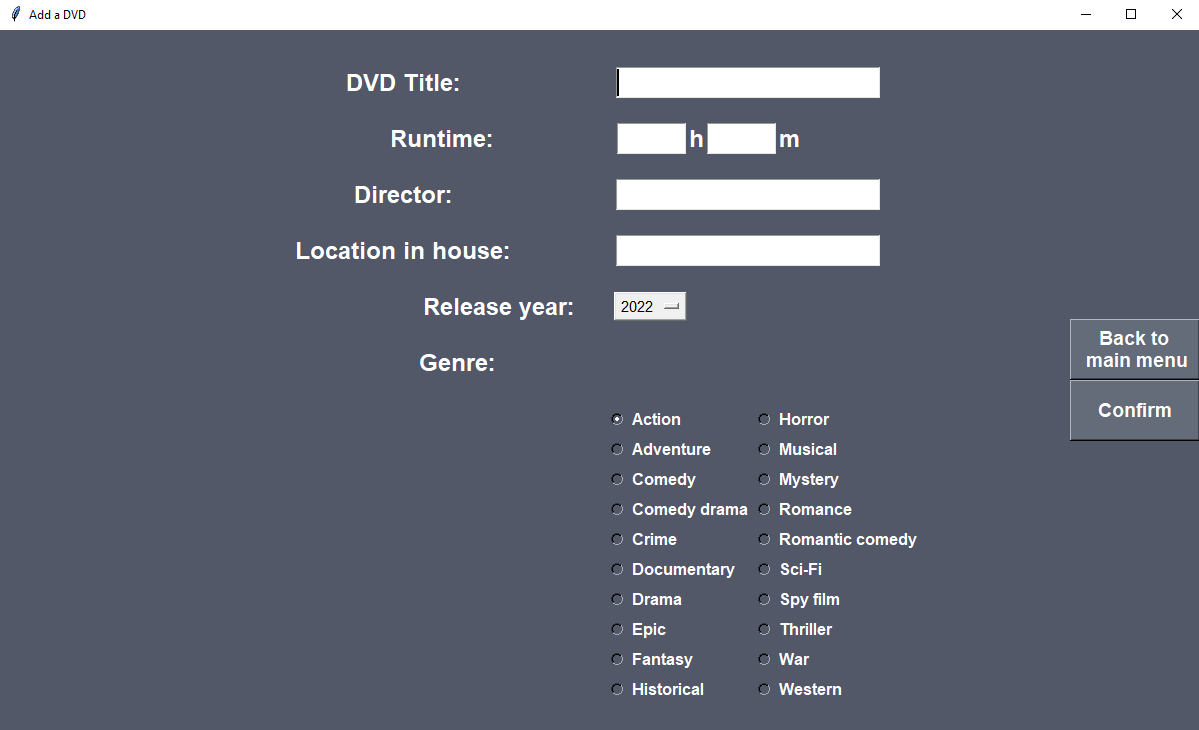 Add a DVD
DVD Title:
Runtime:
h
m
Director:
Location in house:
Release year:
2022
Genre:
Back to
main menu
Confirm
Action
Horror
Adventure
Musical
Comedy
Mystery
Comedy drama
Romance
Crime
Romantic comedy
Documentary
Sci-Fi
Drama
Spy film
Epic
Thriller
Fantasy
War
Historical
Western